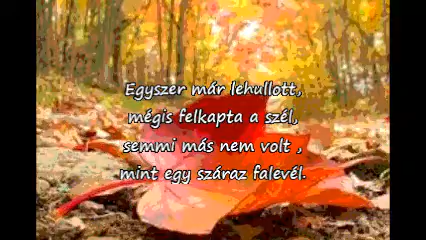 Egyszer már lehullott,
mégis felkapta a szél,
semmi más nem volt ,
mint egy száraz falevél.